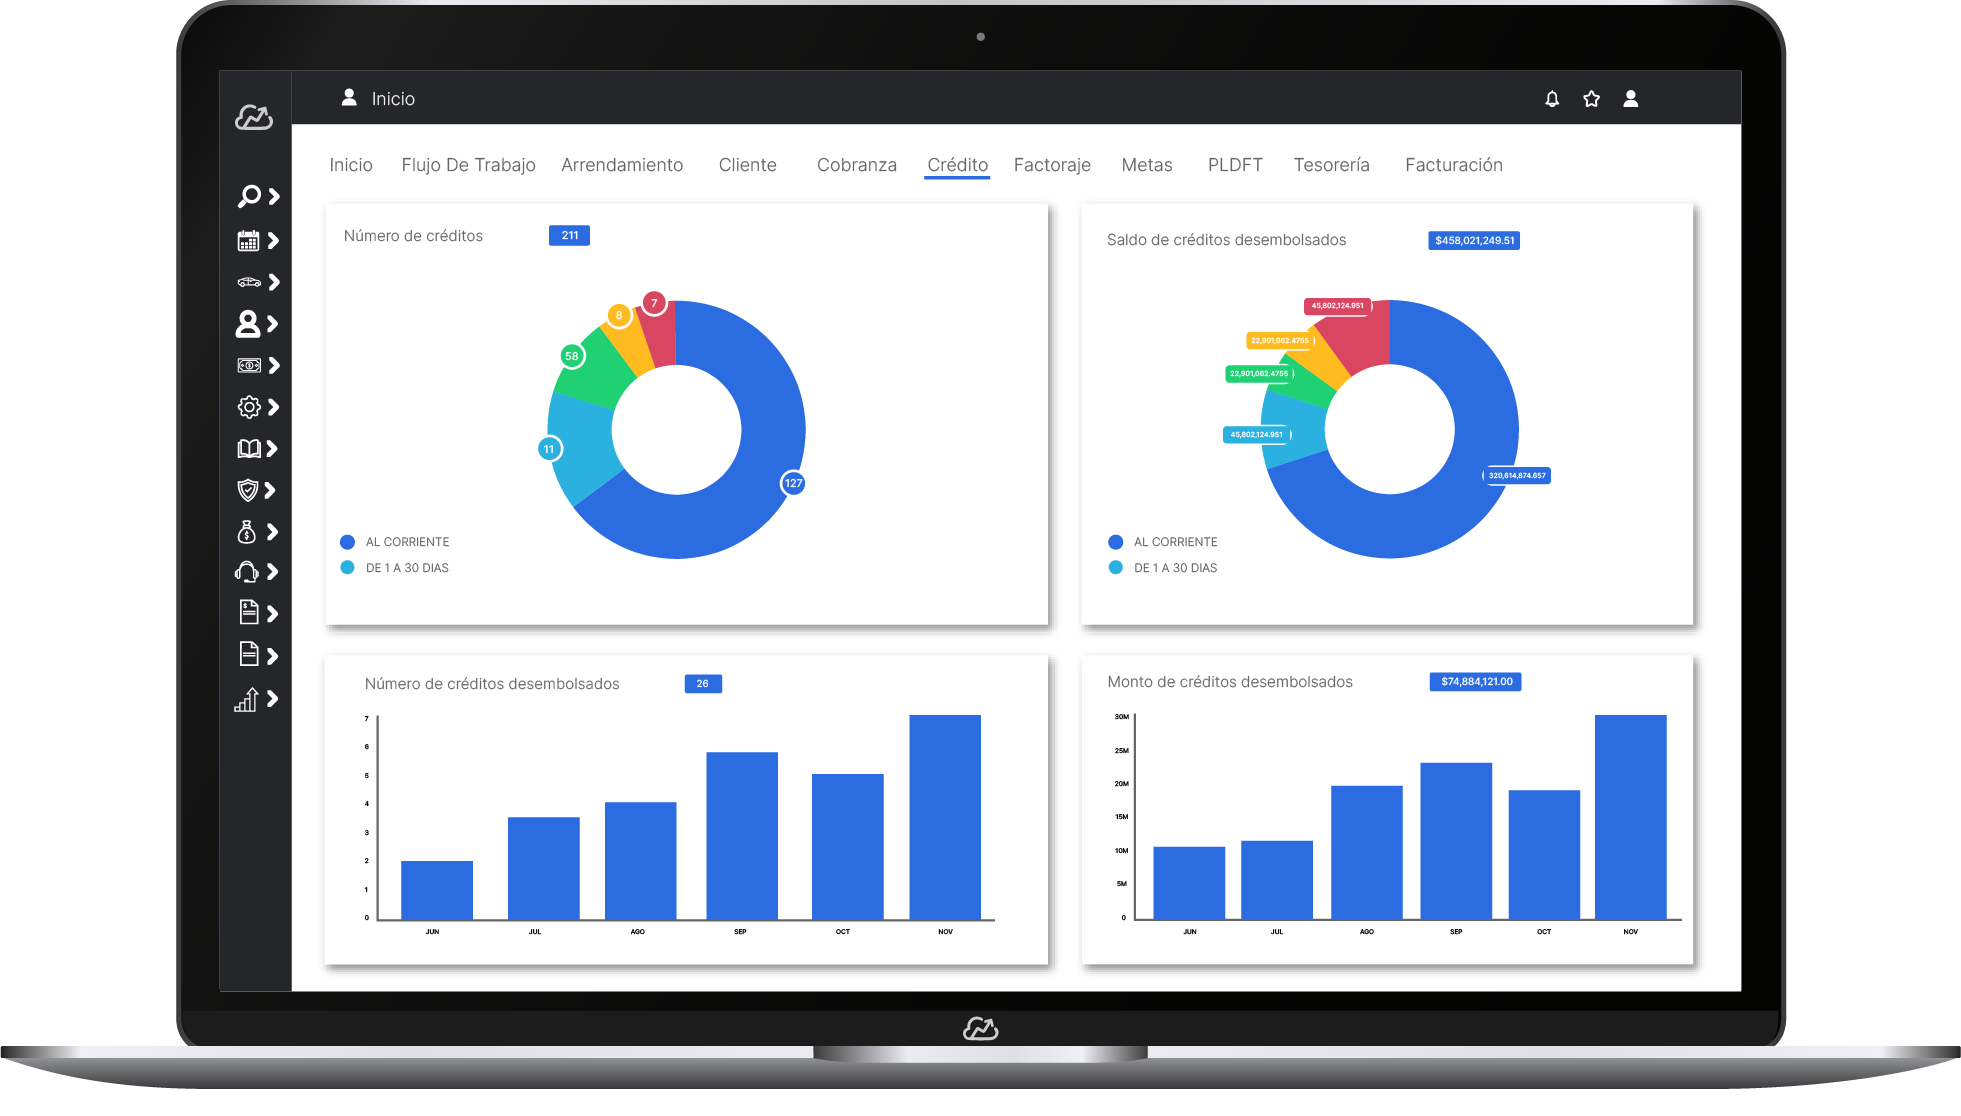 Inicio
Inicio Flujo De Trabajo Arrendamiento Cliente Cobranza Crédito Factoraje Metas PLDFT Tesorería Facturación
Número de créditos 211
7
8
58
11
127
AL CORRIENTE
DE 1 A 30 DIAS
Saldo de créditos desembolsados $458,021,249.51
45,802,124.951
22,901,062.4755
22,901,062.4755
45,802,124.951
320,614,874.657
AL CORRIENTE
DE 1 A 30 DIAS
Número de créditos desembolsados 26
7
6
5
4
3
2
1
0
JUN JUL AGO SEP OCT NOV
Monto de créditos desembolsados $74,884,121.00
30M
25M
20M
15M
10M
5M
0
JUN JUL AGO SEP OCT NOV